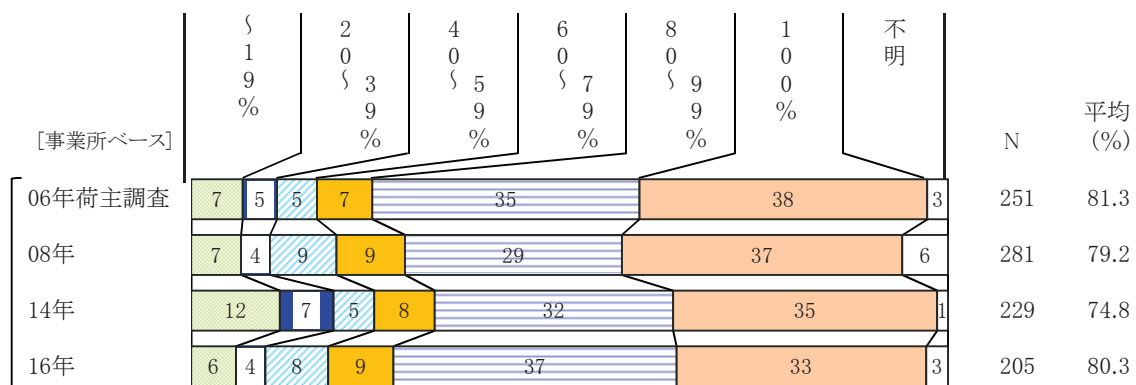 〜19%
20〜39%
40〜59%
60〜79%
80〜99%
100%
不明
[事業所ベース]
N
平均
(%)
06年荷主調査 7 5 5 7 35 38 3 251 81.3
08年 7 4 9 9 29 37 6 281 79.2
14年 12 7 5 8 32 35 1 229 74.8
16年 6 4 8 9 37 33 3 205 80.3